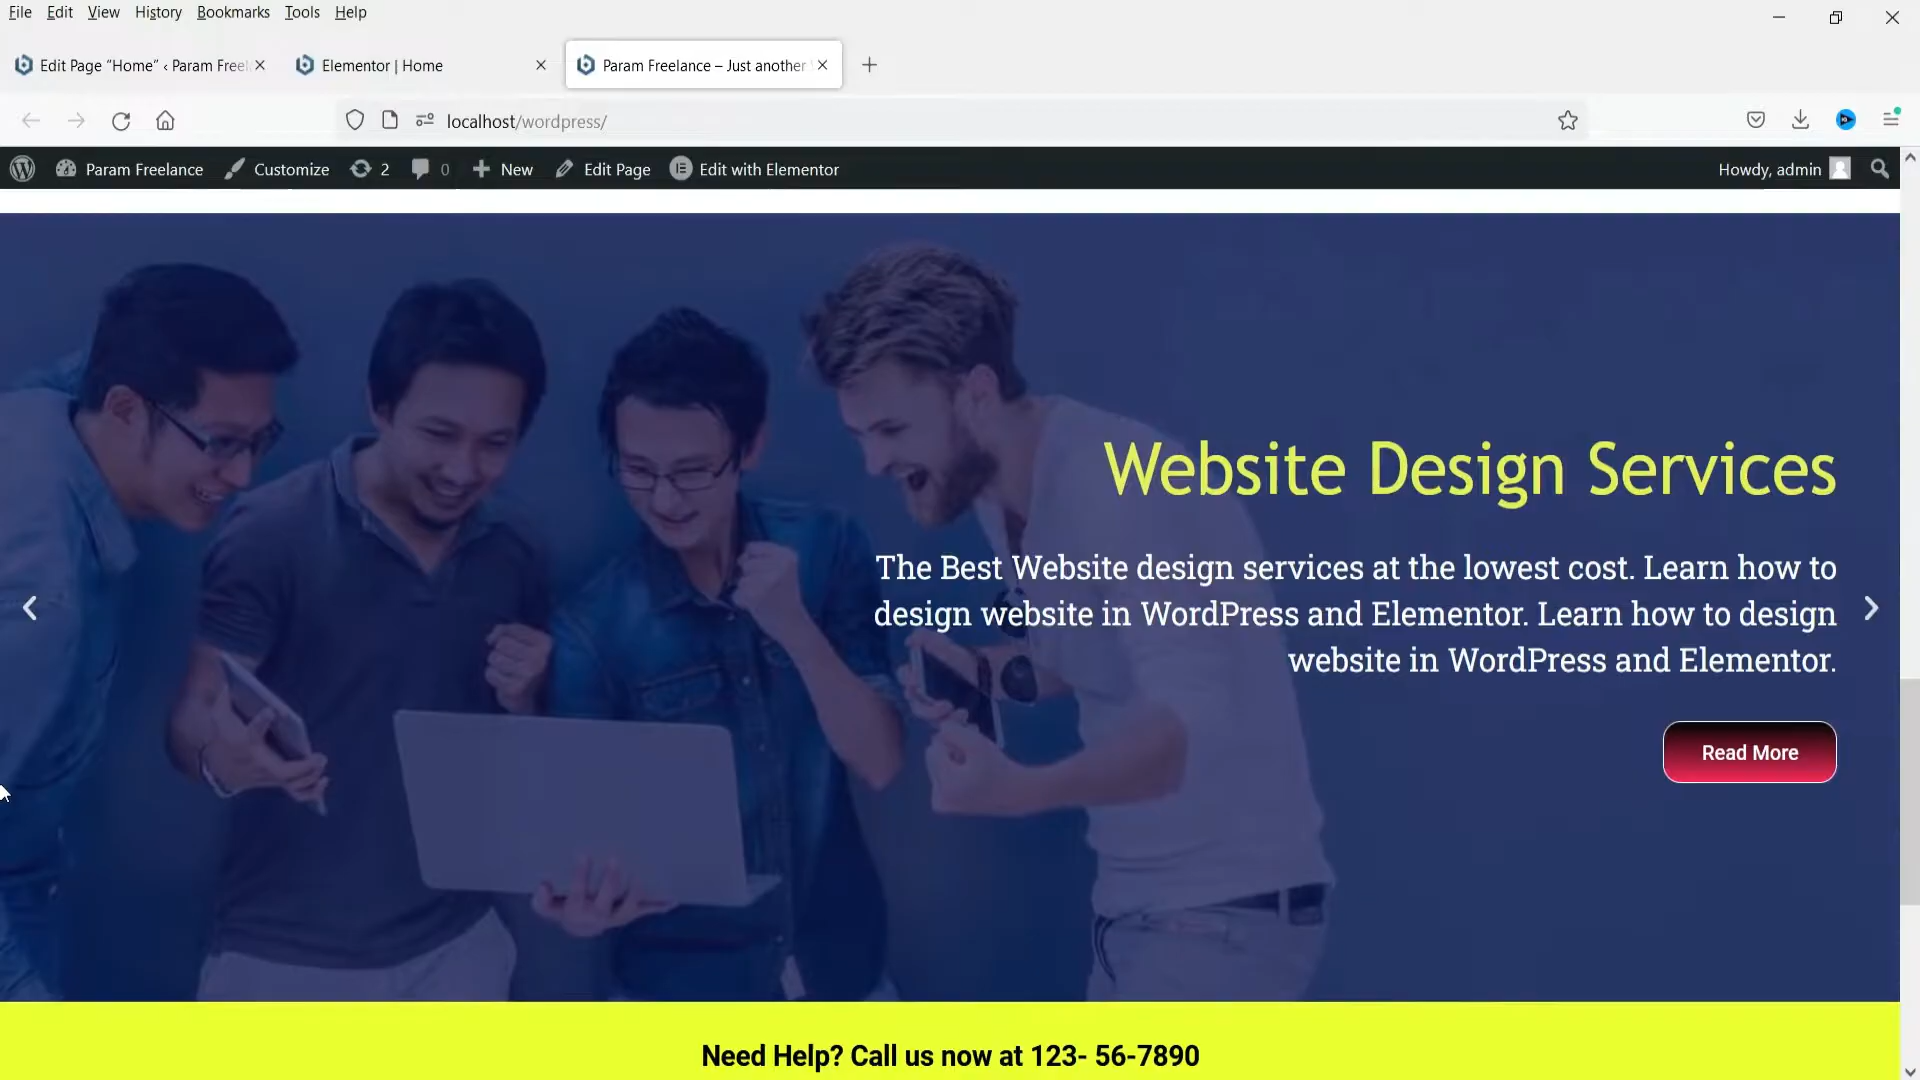 File Edit View History Bookmarks Tools Help
Edit Page “Home” ‹ Param Freel
Elementor | Home
Param Freelance – Just another
localhost/wordpress/
Param Freelance Customize 2 0 New Edit Page Edit with Elementor Howdy, admin
Website Design Services
The Best Website design services at the lowest cost. Learn how to
design website in WordPress and Elementor. Learn how to design
website in WordPress and Elementor.
Read More
Need Help? Call us now at 123- 56-7890